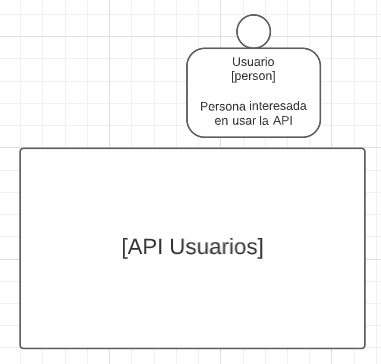 Usuario
[person]
Persona interesada
en usar la API
[API Usuarios]